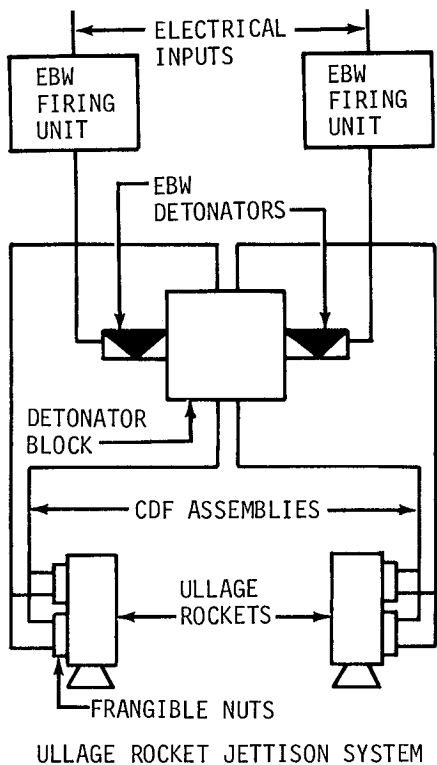 ELECTRICAL
INPUTS
EBW
FIRING
UNIT
EBW
FIRING
UNIT
EBW
DETONATORS
DETONATOR
BLOCK
CDF ASSEMBLIES
ULLAGE
ROCKETS
FRANGIBLE NUTS
ULLAGE ROCKET JETTISON SYSTEM